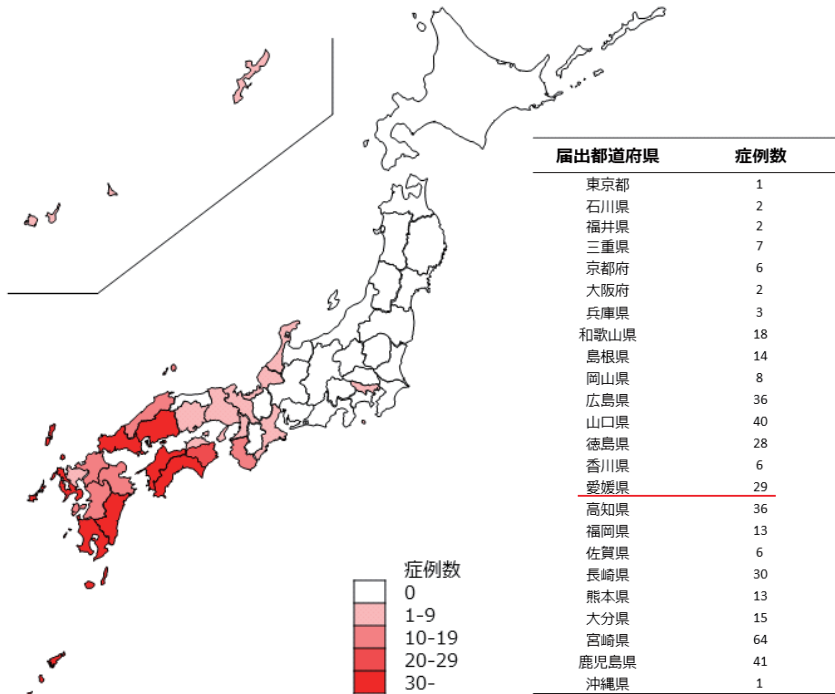 届出都道府県 症例数
東京都 1
石川県 2
福井県 2
三重県 7
京都府 6
大阪府 2
兵庫県 3
和歌山県 18
島根県 14
岡山県 8
広島県 36
山口県 40
徳島県 28
香川県 6
愛媛県 29
高知県 36
福岡県 13
佐賀県 6
長崎県 30
熊本県 13
大分県 15
宮崎県 64
鹿児島県 41
沖縄県 1
症例数
0
1-9
10-19
20-29
30-